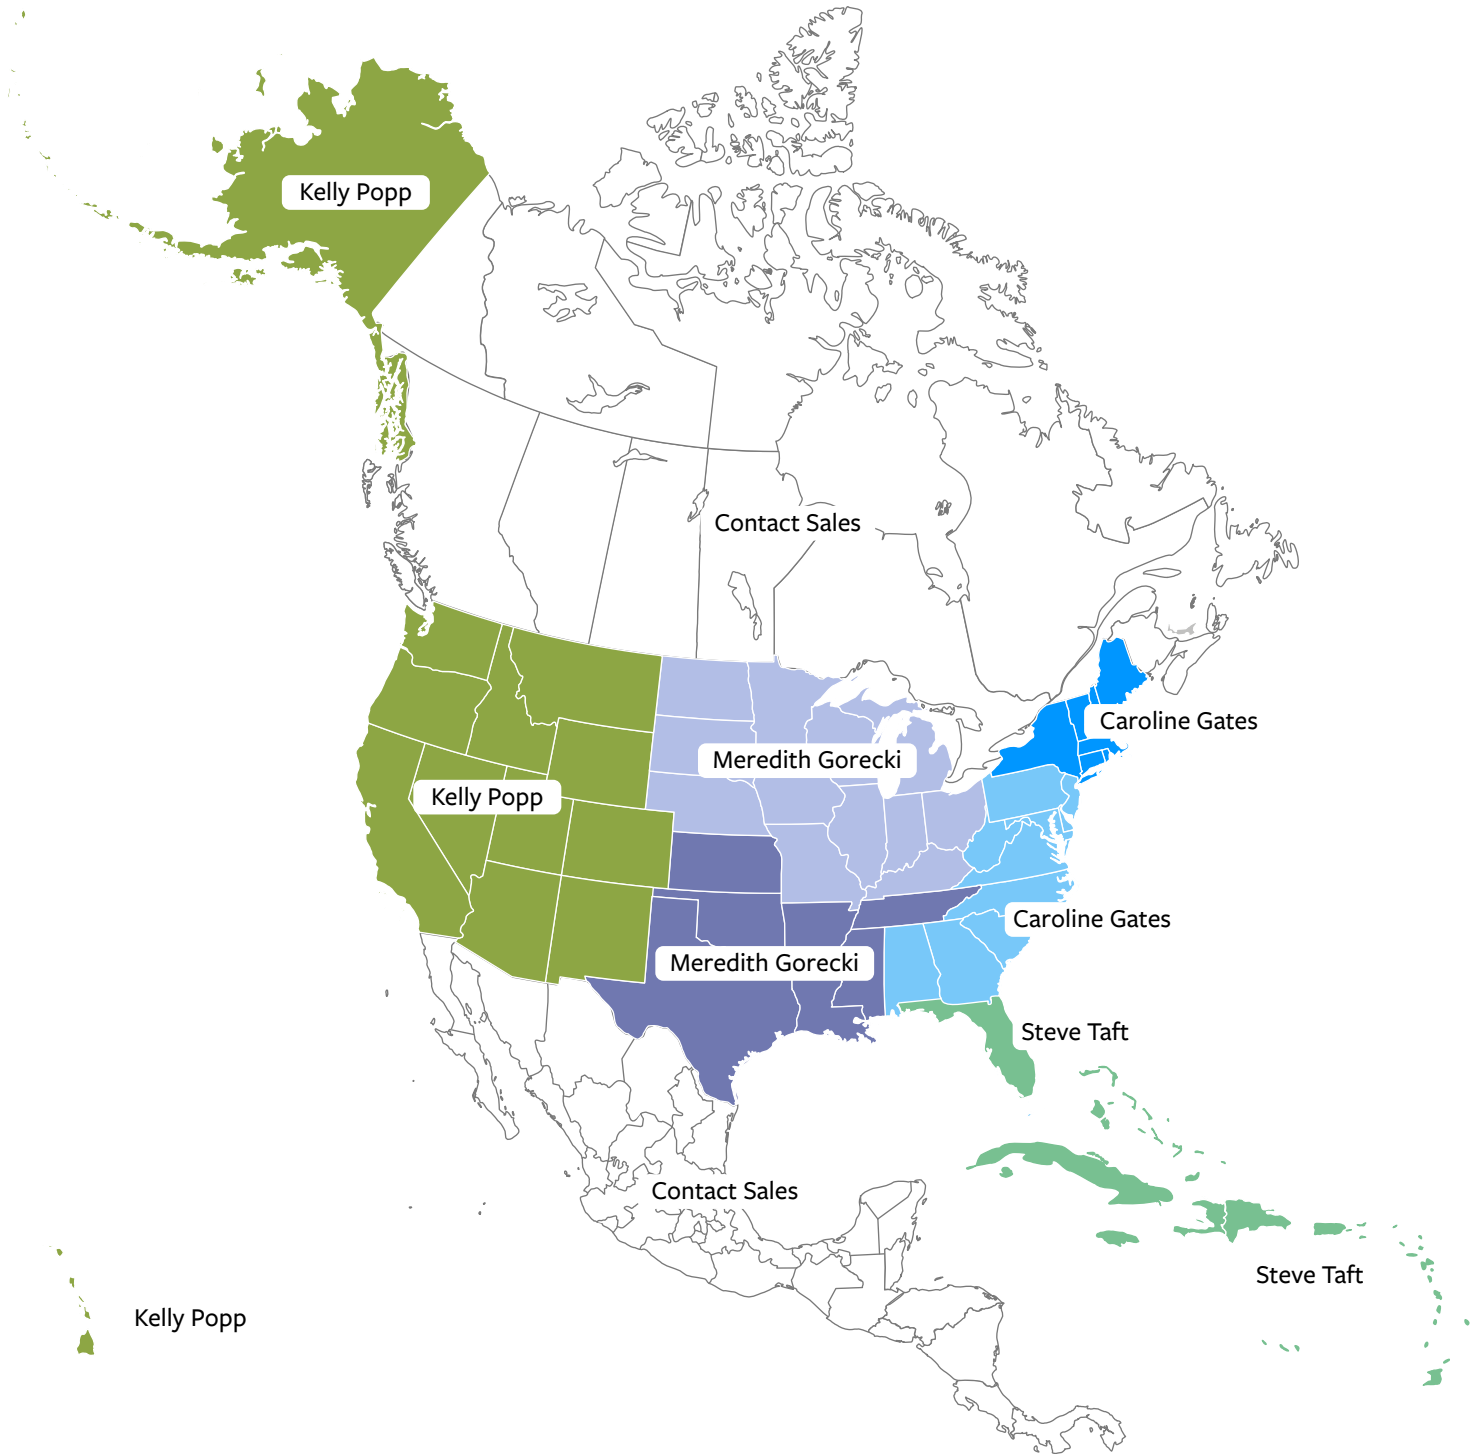 Kelly Popp
Contact Sales
Caroline Gates
Meredith Gorecki
Kelly Popp
Caroline Gates
Meredith Gorecki
Steve Taft
Contact Sales
Steve Taft
Kelly Popp